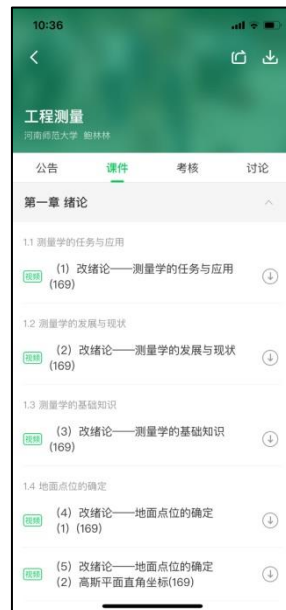 10:36
工程测量
河南师范大学 鲍林林
公告 课件 考核 讨论
第一章 绪论
1.1 测量学的任务与应用
视频 (1) 改绪论——测量学的任务与应用
(169)
1.2 测量学的发展与现状
视频 (2) 改绪论——测量学的发展与现状
(169)
1.3 测量学的基础知识
视频 (3) 改绪论——测量学的基础知识
(169)
1.4 地面点位的确定
视频 (4) 改绪论——地面点位的确定
(1) (169)
视频 (5) 改绪论——地面点位的确定
(2) 高斯平面直角坐标(169)